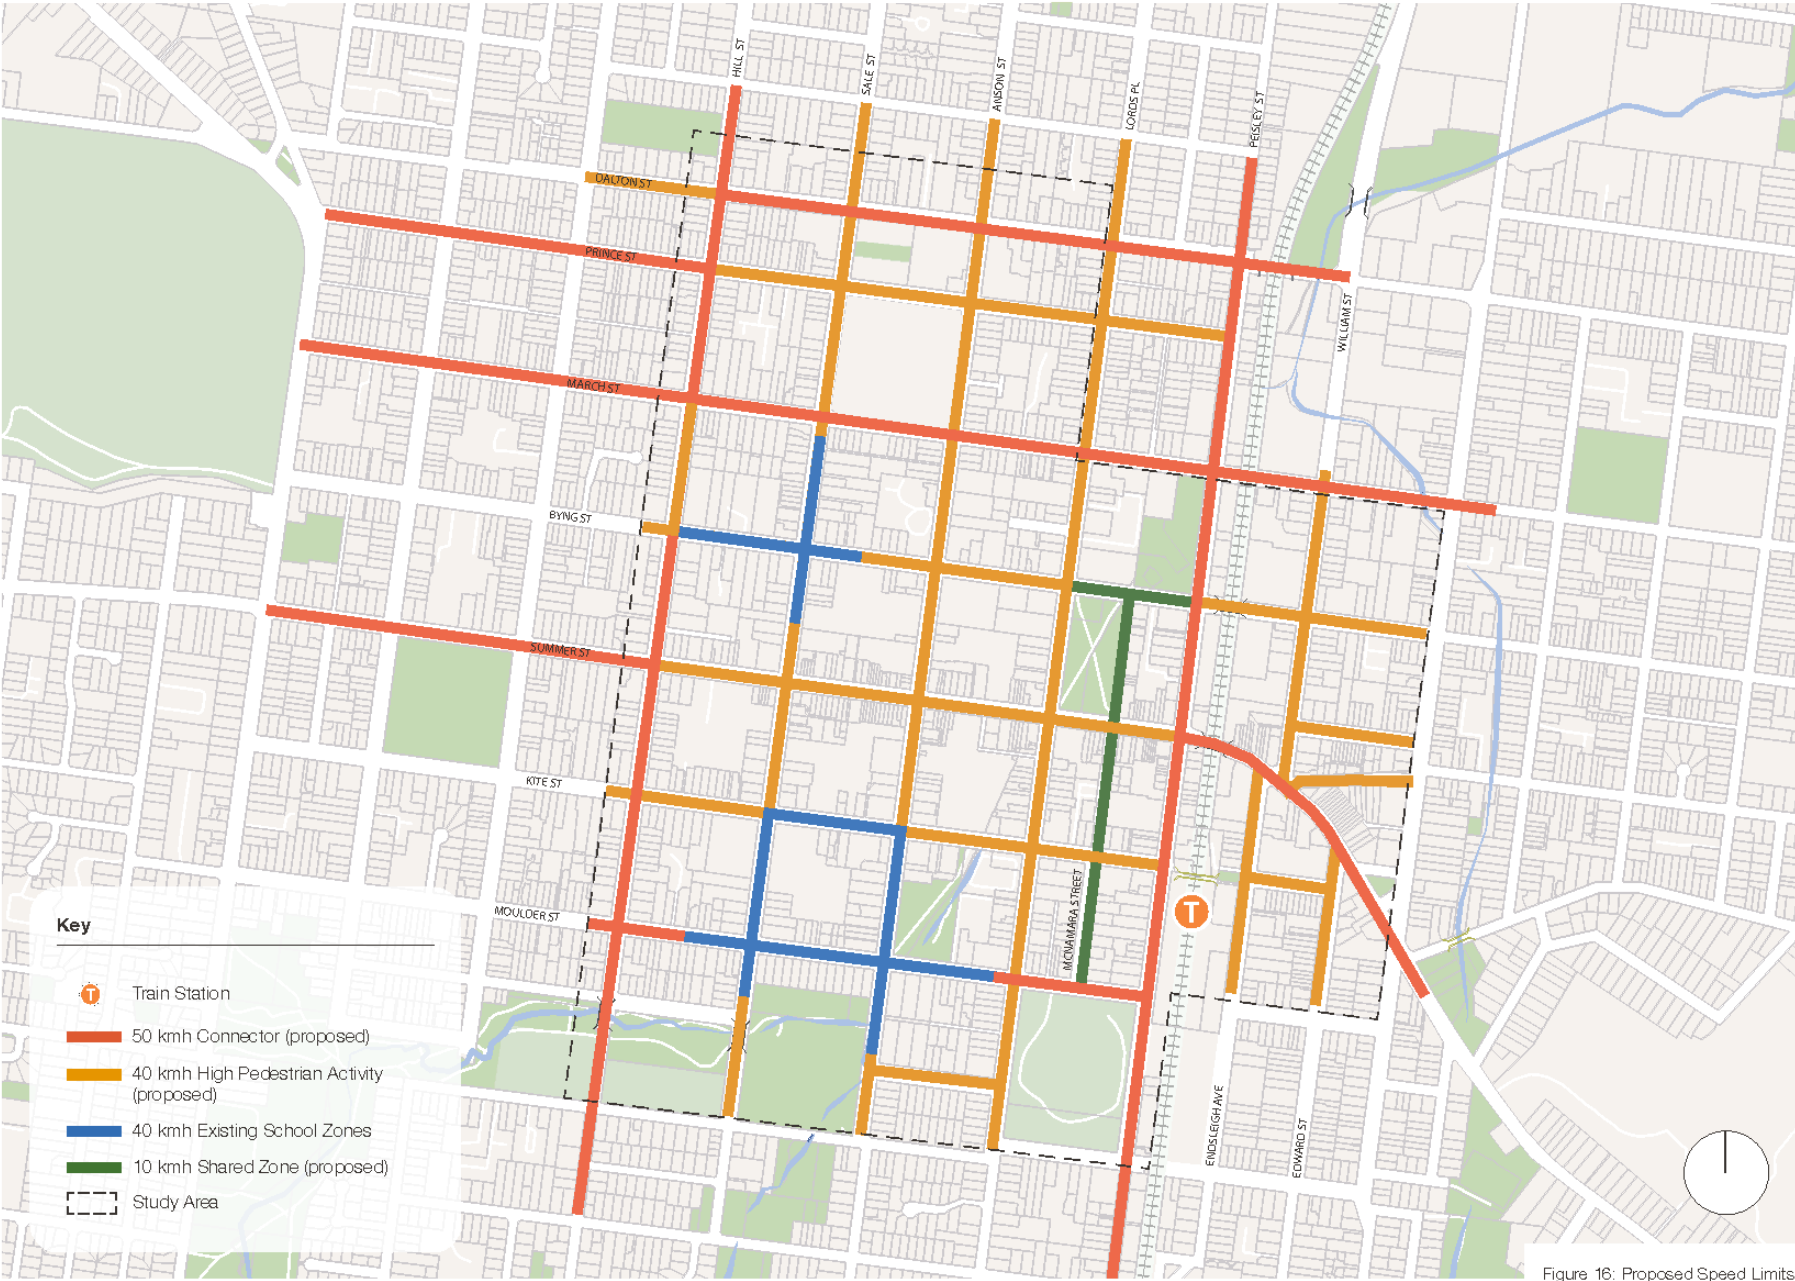 HILL ST
SALE ST
ANSON ST
LORDS PL
PEISLEY ST
DALTON ST
PRINCE ST
WILLIAM ST
MARCH ST
BYNG ST
SUMMER ST
KITE ST
MOULDER ST
MCNAMARA STREET
T
ENDSLEIGH AVE
EDWARD ST
Key
T
Train Station
50 kmh Connector (proposed)
40 kmh High Pedestrian Activity
(proposed)
40 kmh Existing School Zones
10 kmh Shared Zone (proposed)
Study Area
Figure 16: Proposed Speed Limits